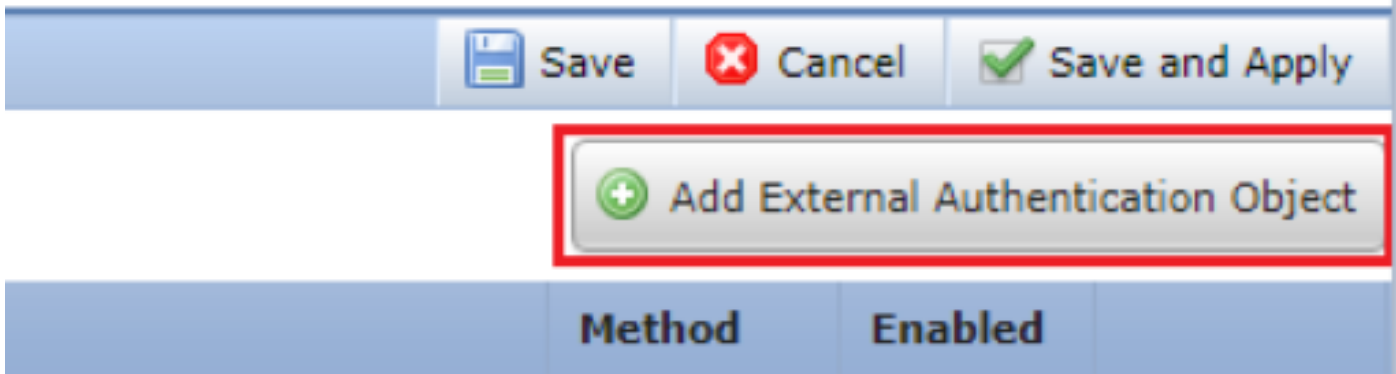 Save Cancel Save and Apply
Add External Authentication Object
Method Enabled